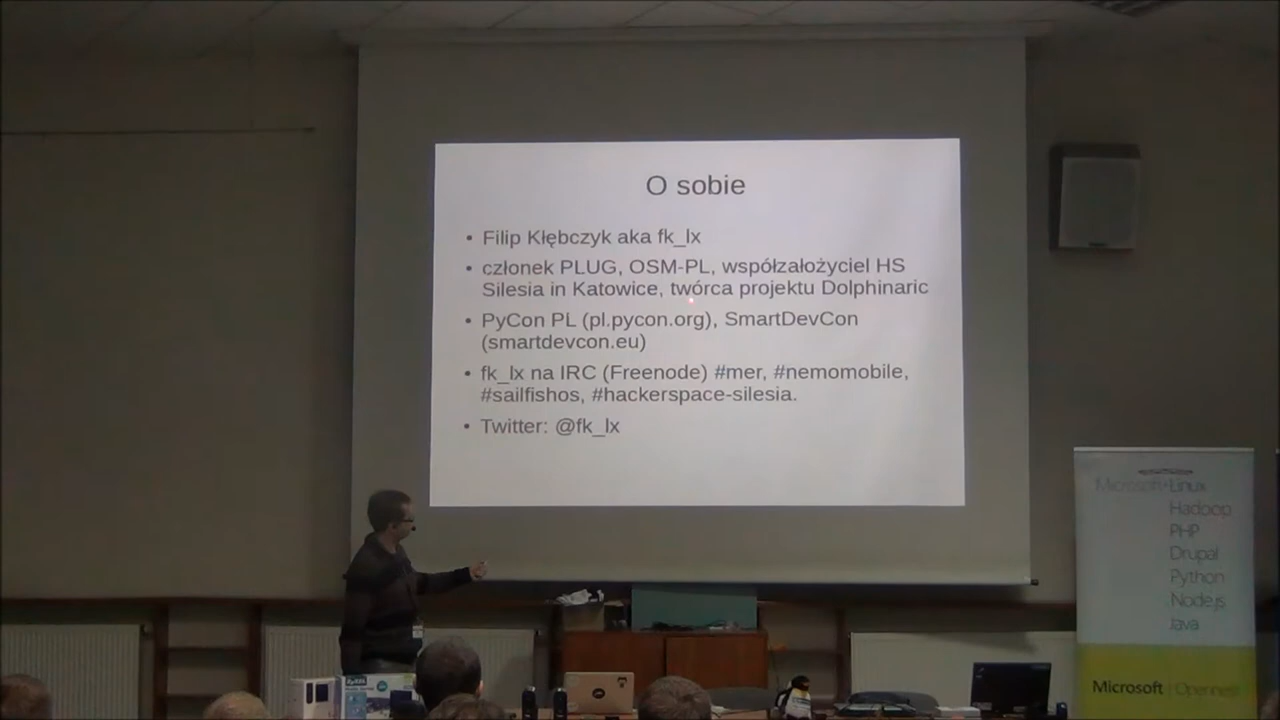 O sobie
• Filip Kłębczyk aka fk_lx
• członek PLUG, OSM-PL, współzałożyciel HS
Silesia in Katowice, twórca projektu Dolphinaric
• PyCon PL (pl.pycon.org), SmartDevCon
(smartdevcon.eu)
• fk_lx na IRC (Freenode) #mer, #nemomobile,
#sailfishos, #hackerspace-silesia.
• Twitter: @fk_lx
Microsoft+Linux
Hadoop
PHP
Drupal
Python
Node.js
Java
Microsoft Openness